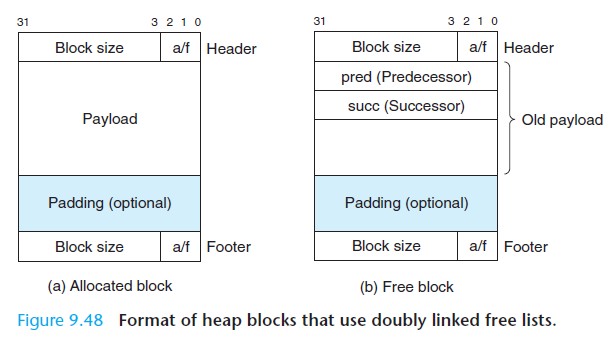 31 3 2 1 0
Block size a/f Header
Payload
Padding (optional)
Block size a/f Footer
(a) Allocated block
31 3 2 1 0
Block size a/f Header
pred (Predecessor)
succ (Successor)
Old payload
Padding (optional)
Block size a/f Footer
(b) Free block
Figure 9.48 Format of heap blocks that use doubly linked free lists.